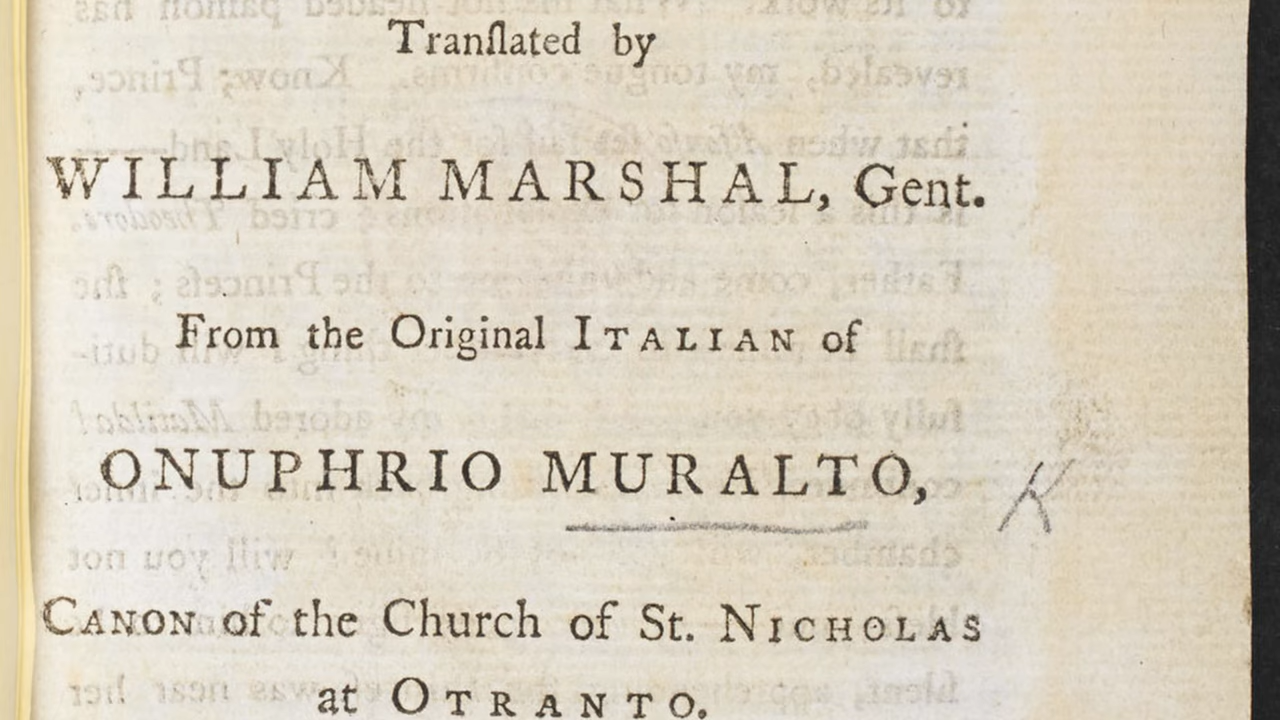 Tranſlated by
WILLIAM MARSHAL, Gent.
From the Original ITALIAN of
ONUPHRIO MURALTO,
K
CANON of the Church of St. NICHOLAS
at OTRANTO.